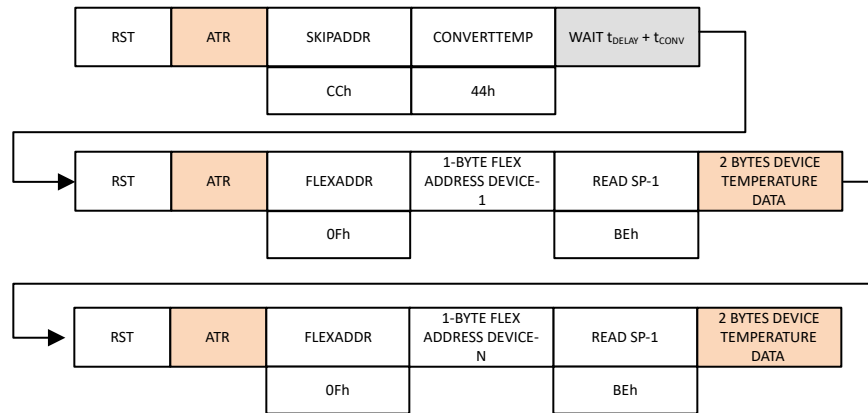 RST ATR SKIPADDR CONVERTTEMP WAIT tDELAY + tCONV
CCh 44h
RST ATR FLEXADDR 1-BYTE FLEX ADDRESS DEVICE-1 READ SP-1 2 BYTES DEVICE TEMPERATURE DATA
0Fh BEh
RST ATR FLEXADDR 1-BYTE FLEX ADDRESS DEVICE-N READ SP-1 2 BYTES DEVICE TEMPERATURE DATA
0Fh BEh